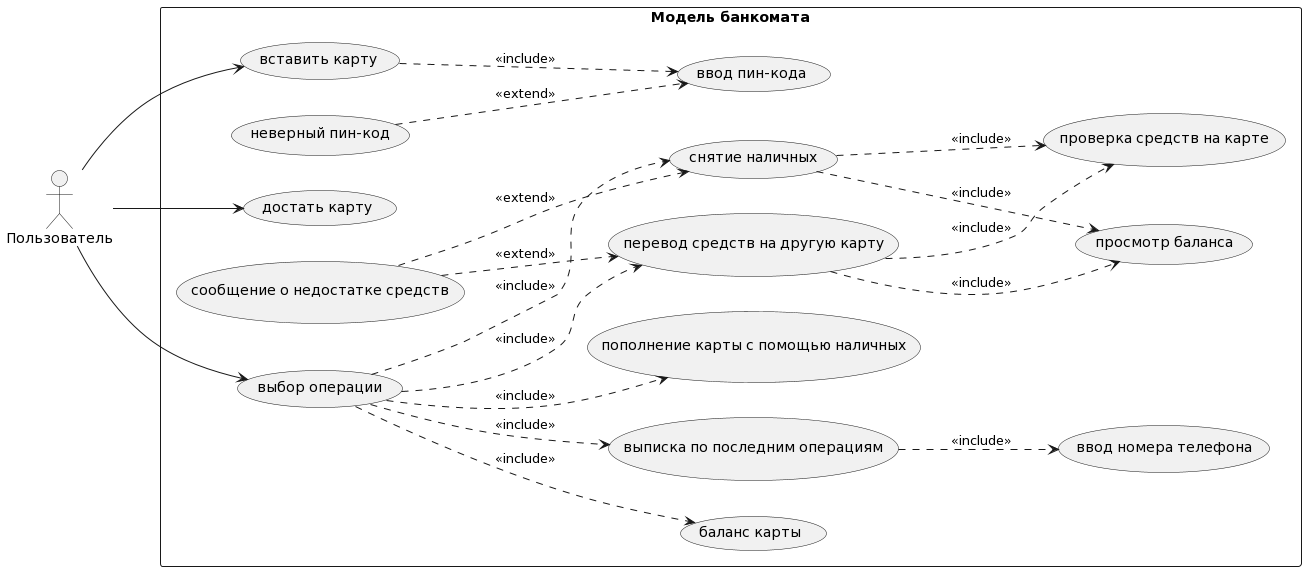 Модель банкомата
вставить карту
«include»
ввод пин-кода
«extend»
неверный пин-код
снятие наличных
«include»
проверка средств на карте
«extend»
«include»
достать карту
«include»
Пользователь
перевод средств на другую карту
просмотр баланса
«extend»
сообщение о недостатке средств
«include»
«include»
«include»
пополнение карты с помощью наличных
выбор операции
«include»
«include»
выписка по последним операциям
«include»
ввод номера телефона
«include»
баланс карты